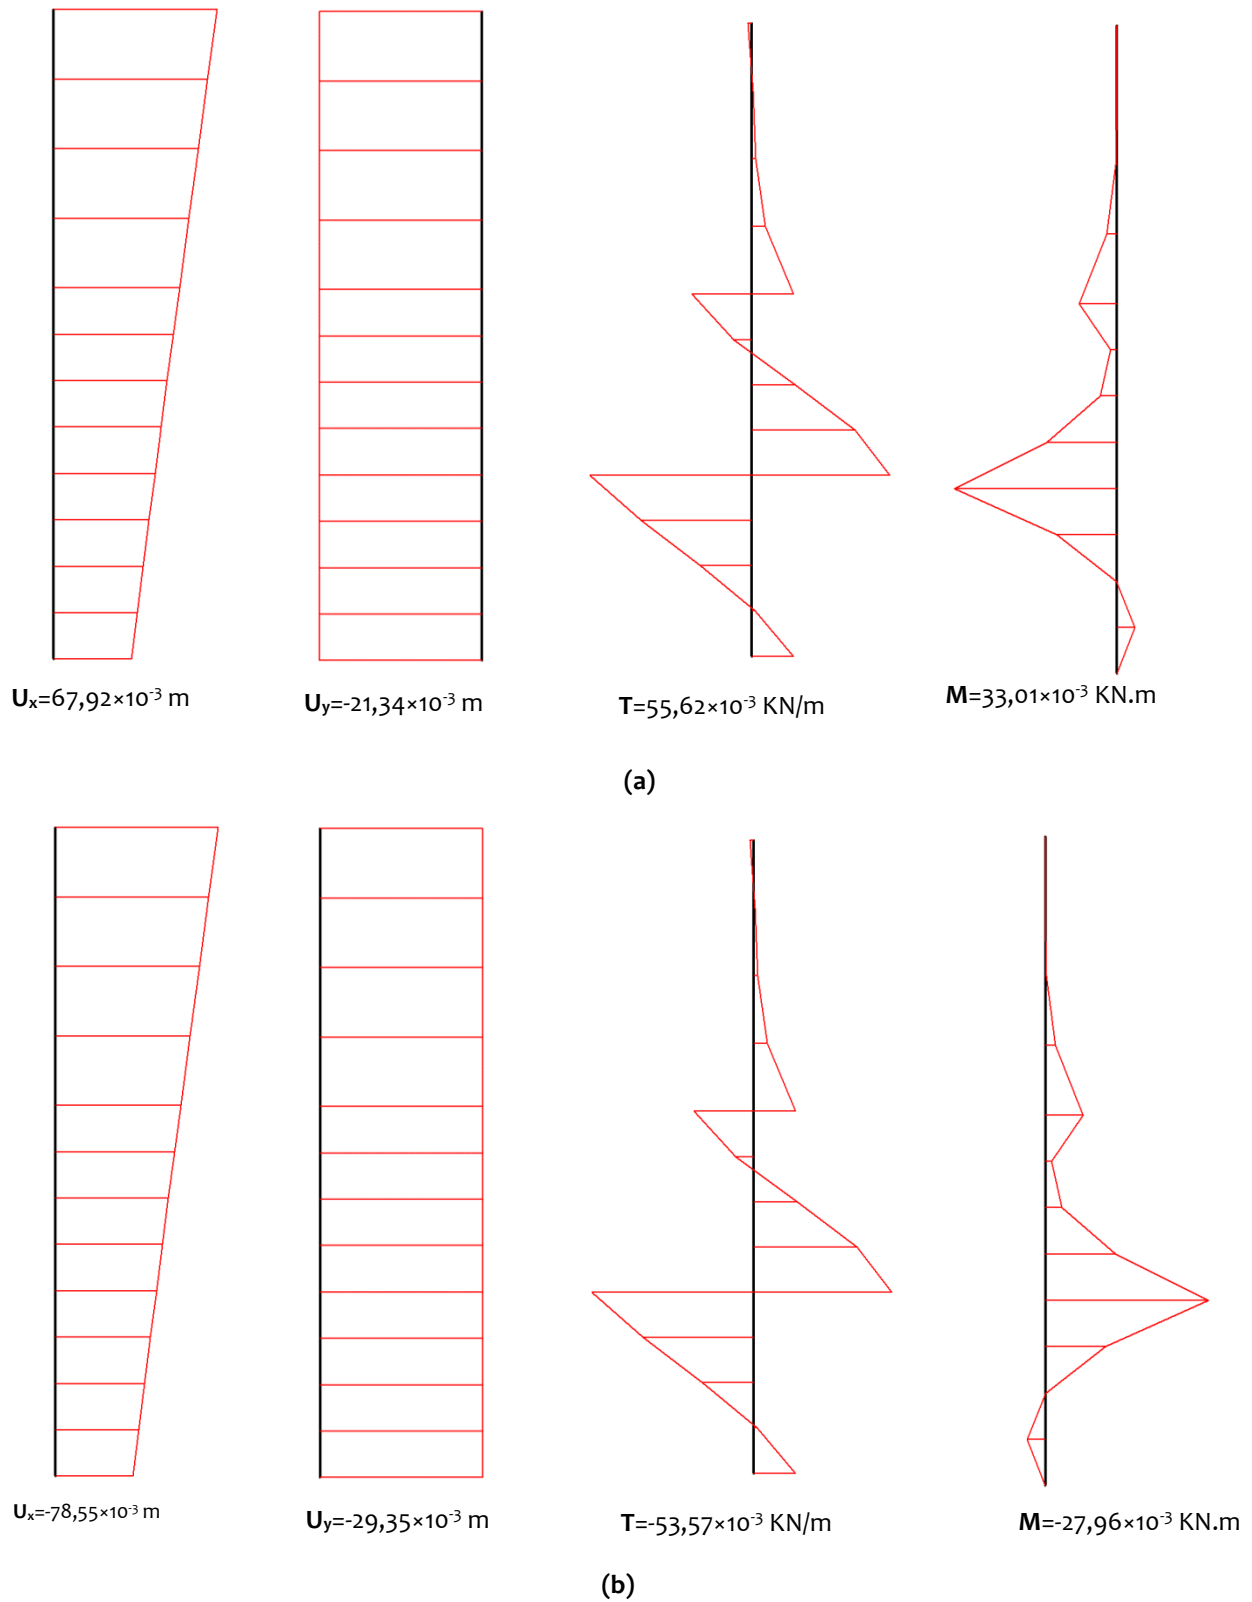 Ux=67,92×10-3 m
Uy=-21,34×10-3 m
T=55,62×10-3 KN/m
M=33,01×10-3 KN.m
(a)
Ux=-78,55×10-3 m
Uy=-29,35×10-3 m
T=-53,57×10-3 KN/m
M=-27,96×10-3 KN.m
(b)